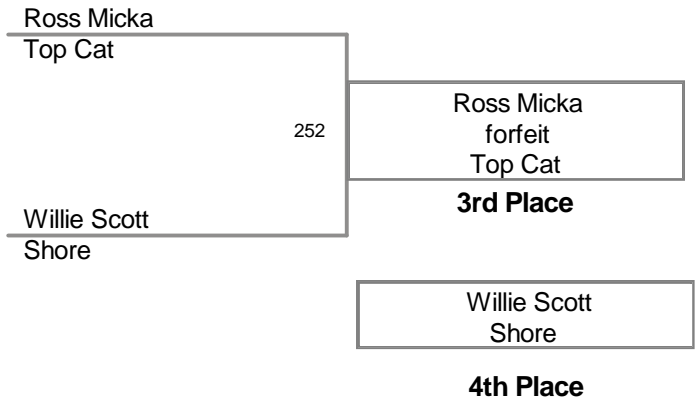 Ross Micka
Top Cat
252
Ross Micka
forfeit
Top Cat
3rd Place
Willie Scott
Shore
Willie Scott
Shore
4th Place